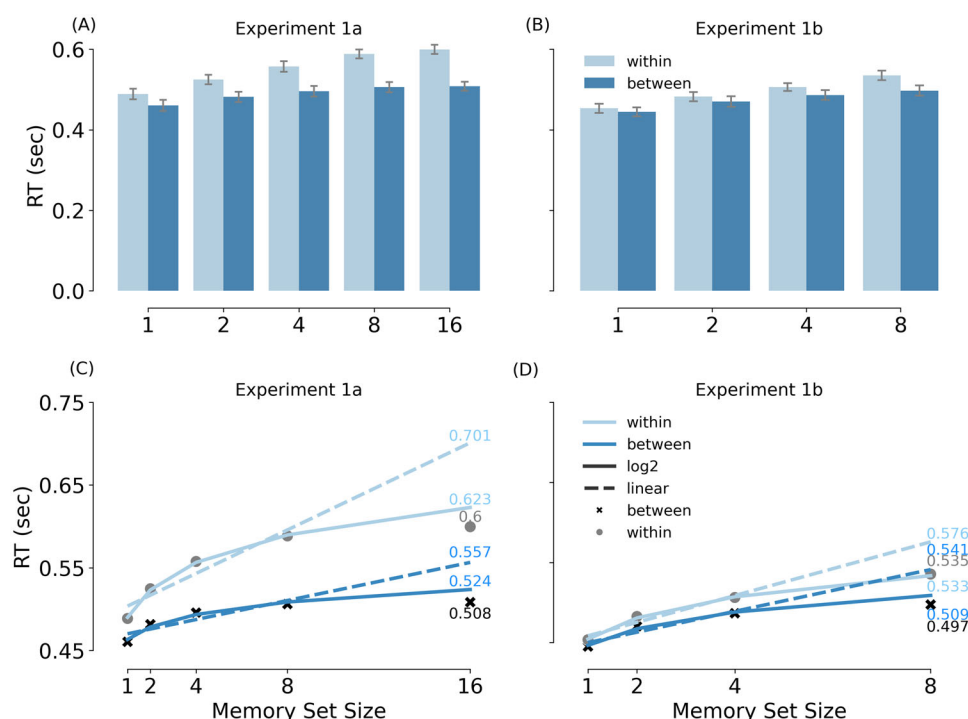 (A)
Experiment 1a
RT (sec)
0.6
0.4
0.2
0.0
1 2 4 8 16
(B)
Experiment 1b
within
between
1 2 4 8
(C)
Experiment 1a
RT (sec)
0.75
0.65
0.55
0.45
0.701
0.623
0.6
0.557
0.524
0.508
1 2 4 8 16
Memory Set Size
(D)
Experiment 1b
within
between
log2
linear
between
within
0.576
0.541
0.535
0.533
0.509
0.497
1 2 4 8
Memory Set Size